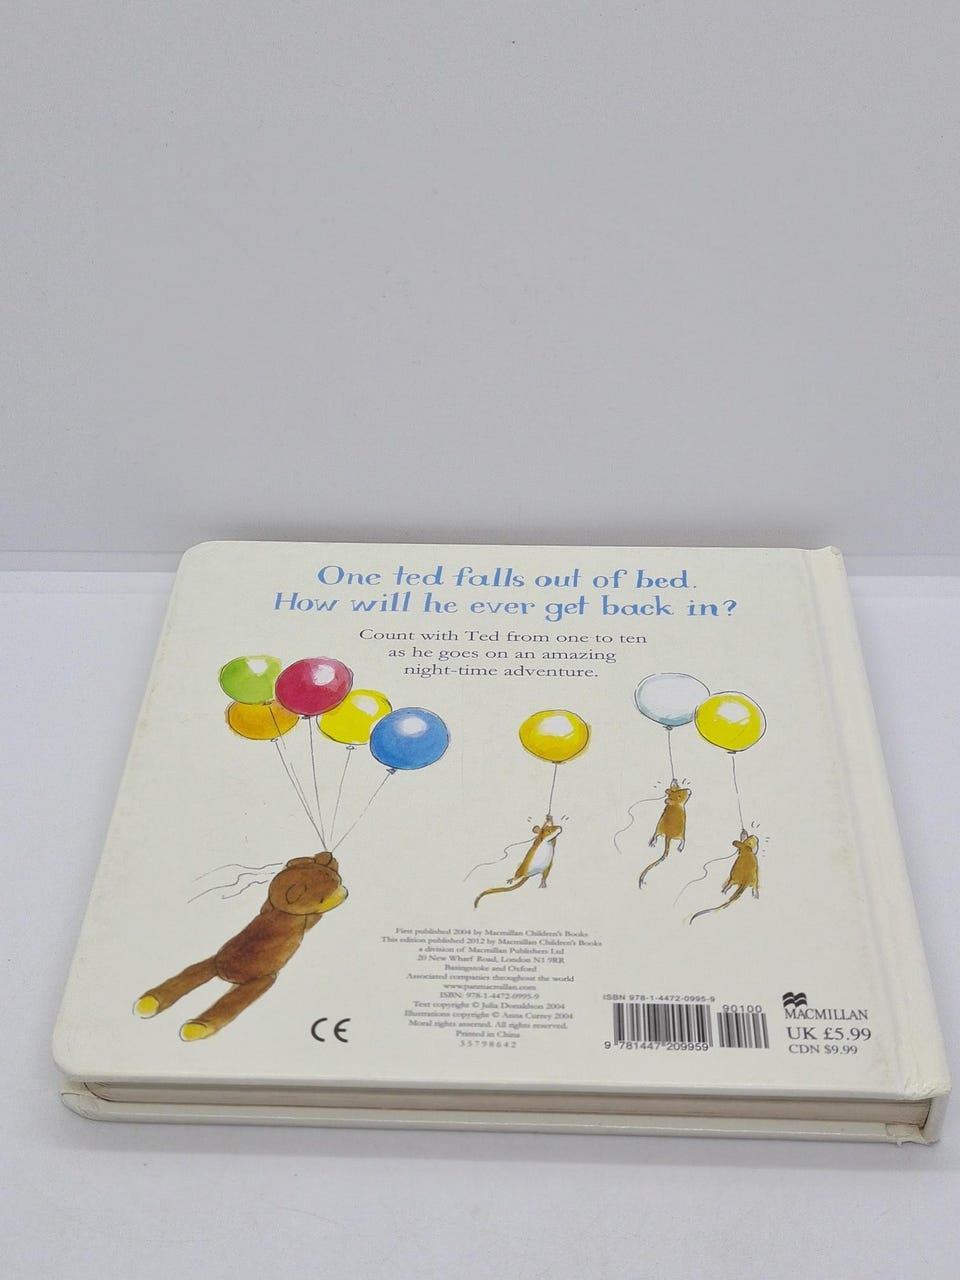 One ted falls out of bed.
How will he ever get back in?
Count with Ted from one to ten
as he goes on an amazing
night-time adventure.
First published 2004 by Macmillan Children's Books
This edition published 2012 by Macmillan Children's Books
a division of Macmillan Publishers Ltd
20 New Wharf Road, London N1 9RR
Basingstoke and Oxford
Associated companies throughout the world
www.panmacmillan.com
ISBN: 978-1-4472-0995-9
Text copyright © Julia Donaldson 2004
Illustrations copyright © Anna Currey 2004
Moral rights asserted. All rights reserved.
Printed in China
3 5 7 9 8 6 4 2
CE
ISBN 978-1-4472-0995-9
90100
9 781447 209959
MACMILLAN
UK £5.99
CDN $9.99